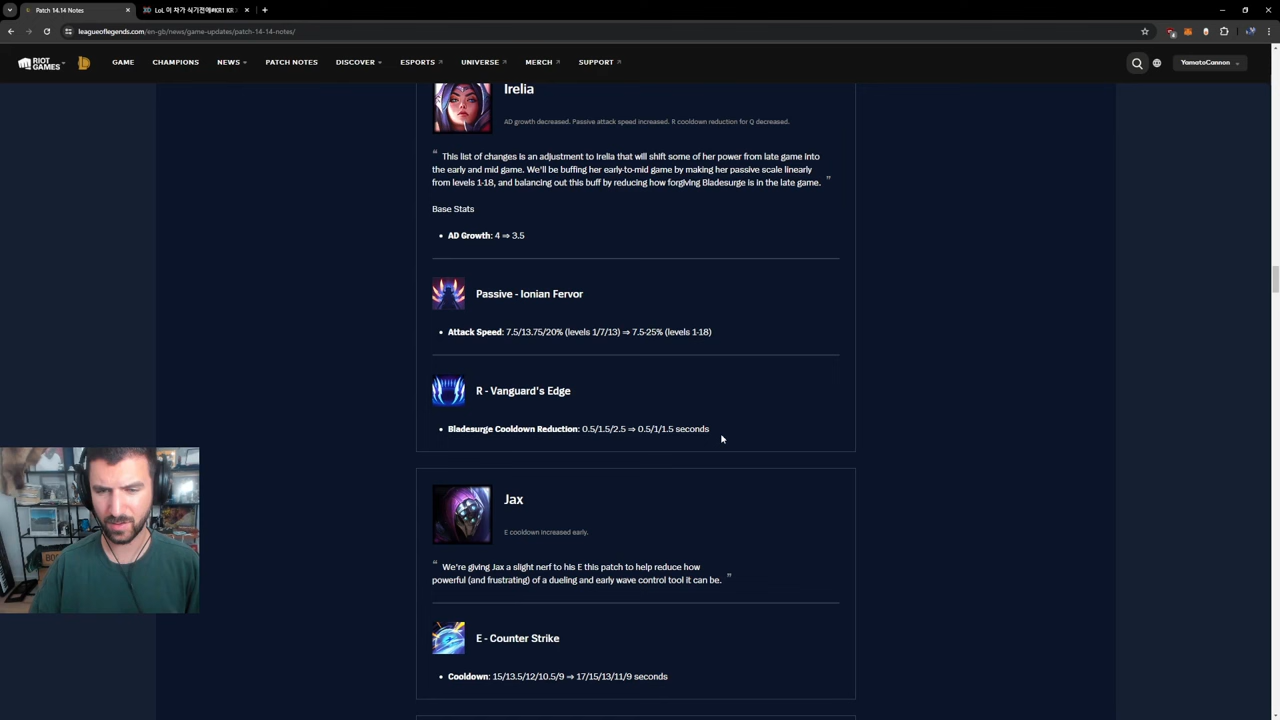 Patch 14.14 Notes
LoL 이 차가 식기전에#KR1 KR
leagueoflegends.com/en-gb/news/game-updates/patch-14-14-notes/
RIOT GAMES
GAME CHAMPIONS NEWS PATCH NOTES DISCOVER ESPORTS UNIVERSE MERCH SUPPORT
YamatoCannon
Irelia
AD growth decreased. Passive attack speed increased. R cooldown reduction for Q decreased.
“ This list of changes is an adjustment to Irelia that will shift some of her power from late game into
the early and mid game. We'll be buffing her early-to-mid game by making her passive scale linearly
from levels 1-18, and balancing out this buff by reducing how forgiving Bladesurge is in the late game. ”
Base Stats
• AD Growth: 4 ⇒ 3.5
Passive - Ionian Fervor
• Attack Speed: 7.5/13.75/20% (levels 1/7/13) ⇒ 7.5-25% (levels 1-18)
R - Vanguard's Edge
• Bladesurge Cooldown Reduction: 0.5/1.5/2.5 ⇒ 0.5/1/1.5 seconds
Jax
E cooldown increased early.
“ We're giving Jax a slight nerf to his E this patch to help reduce how
powerful (and frustrating) of a dueling and early wave control tool it can be. ”
E - Counter Strike
• Cooldown: 15/13.5/12/10.5/9 ⇒ 17/15/13/11/9 seconds